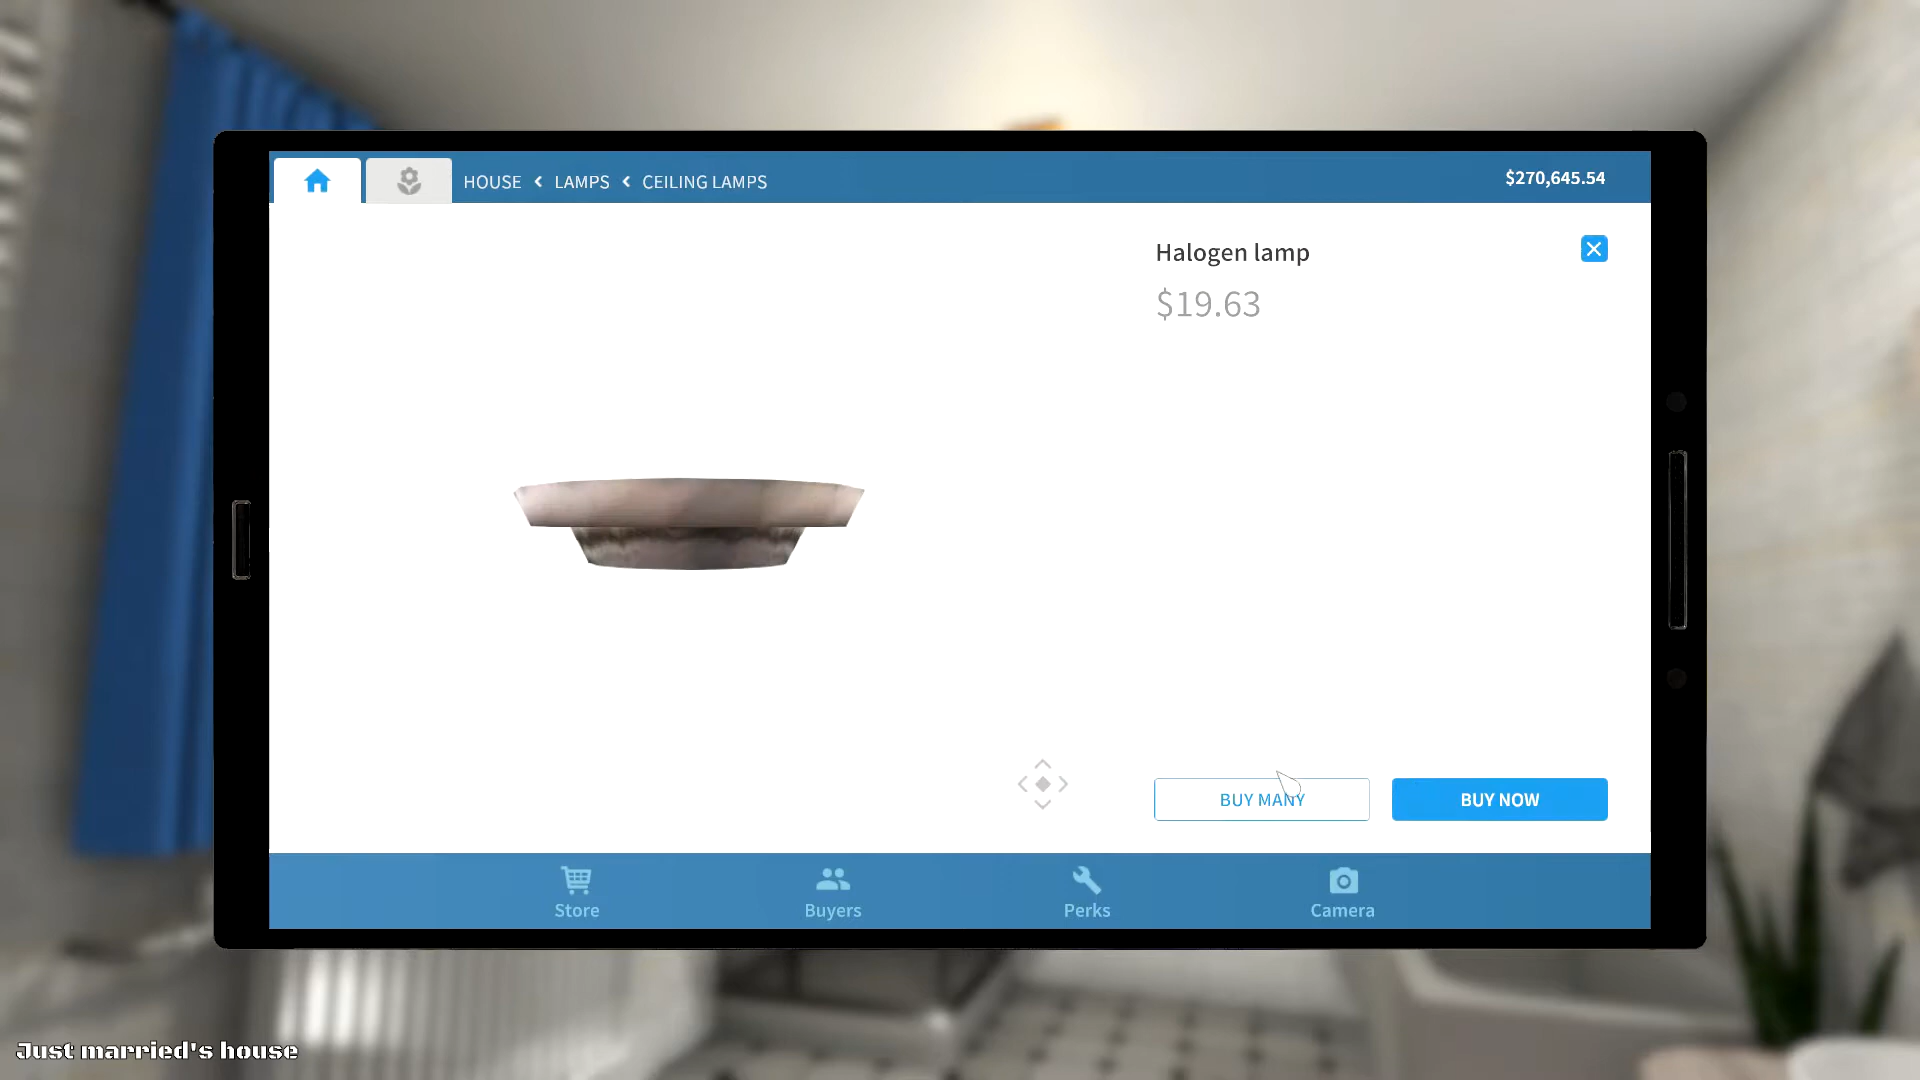 HOUSE < LAMPS < CEILING LAMPS
$270,645.54
Halogen lamp
$19.63
BUY MANY
BUY NOW
Store
Buyers
Perks
Camera
Just married's house